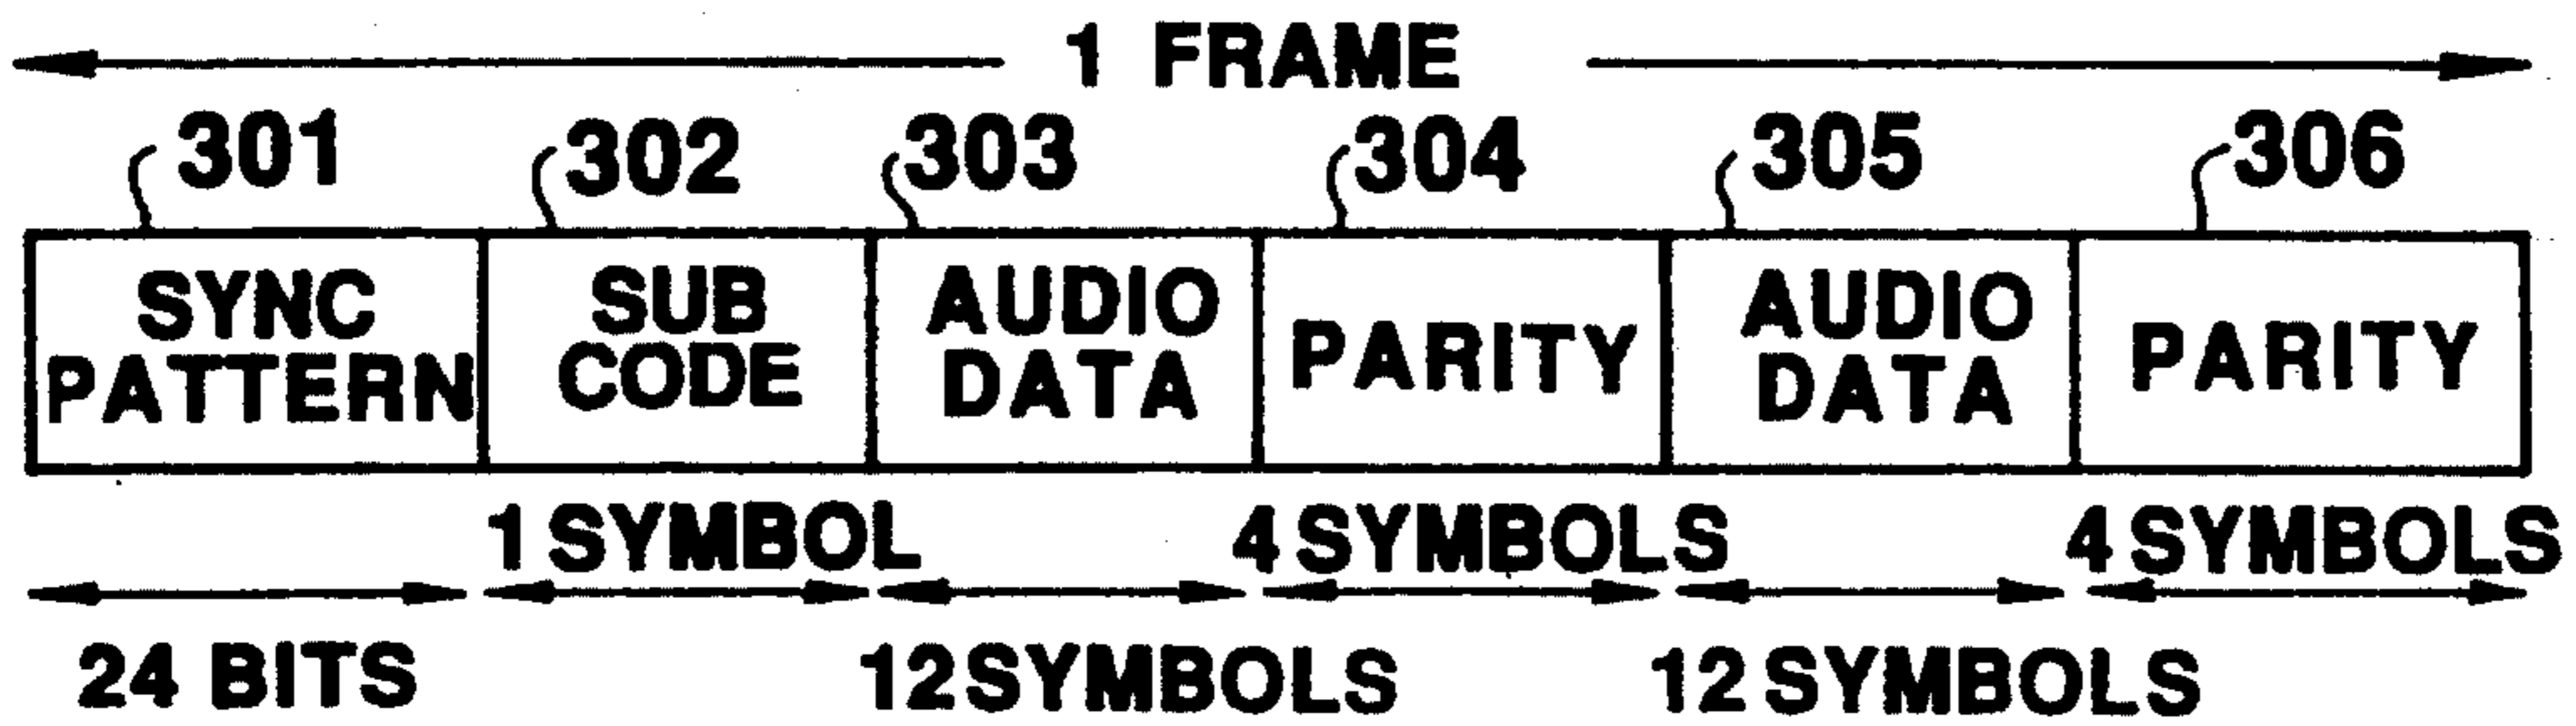 1 FRAME
301 302 303 304 305 306
SYNC PATTERN
SUB CODE
AUDIO DATA
PARITY
AUDIO DATA
PARITY
1 SYMBOL 4 SYMBOLS 4 SYMBOLS
24 BITS 12 SYMBOLS 12 SYMBOLS